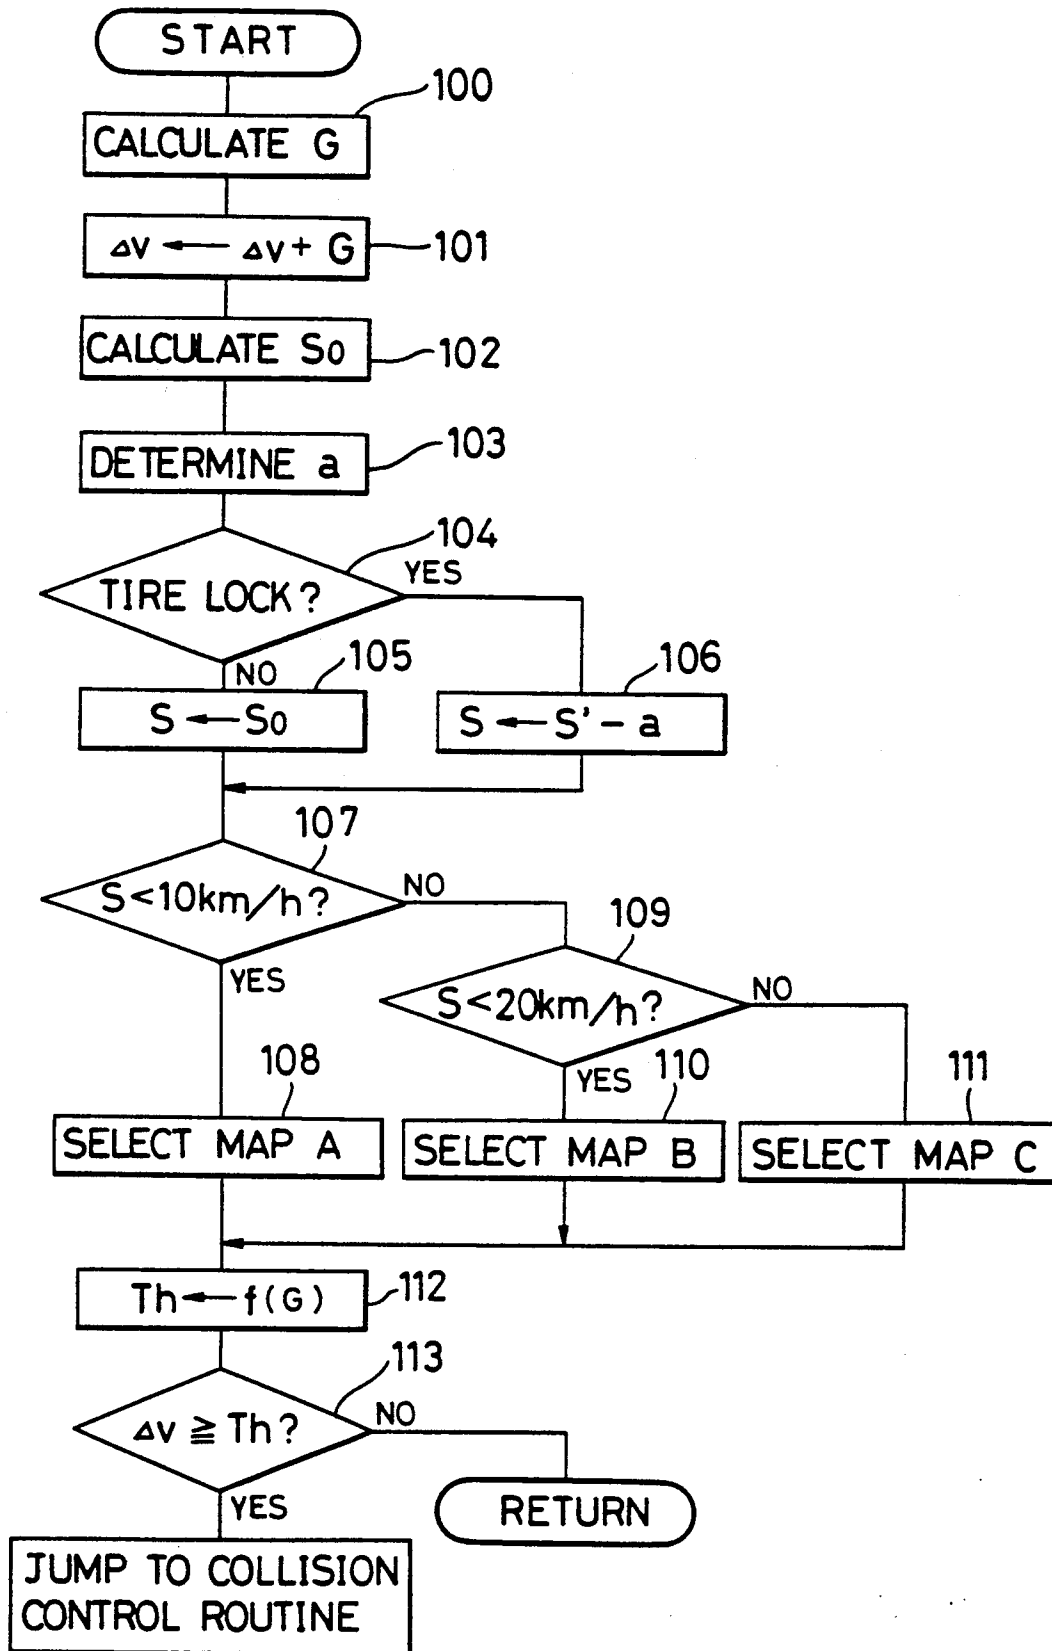 START
100
CALCULATE G
Δv ← Δv + G
101
CALCULATE S0
102
103
DETERMINE a
104
TIRE LOCK?
YES
NO
105
106
S ← S0
S ← S' - a
107
S<10km/h?
NO
YES
109
S<20km/h?
NO
YES
108
110
111
SELECT MAP A
SELECT MAP B
SELECT MAP C
Th ← f(G)
112
113
Δv ≧ Th?
NO
YES
RETURN
JUMP TO COLLISION
CONTROL ROUTINE